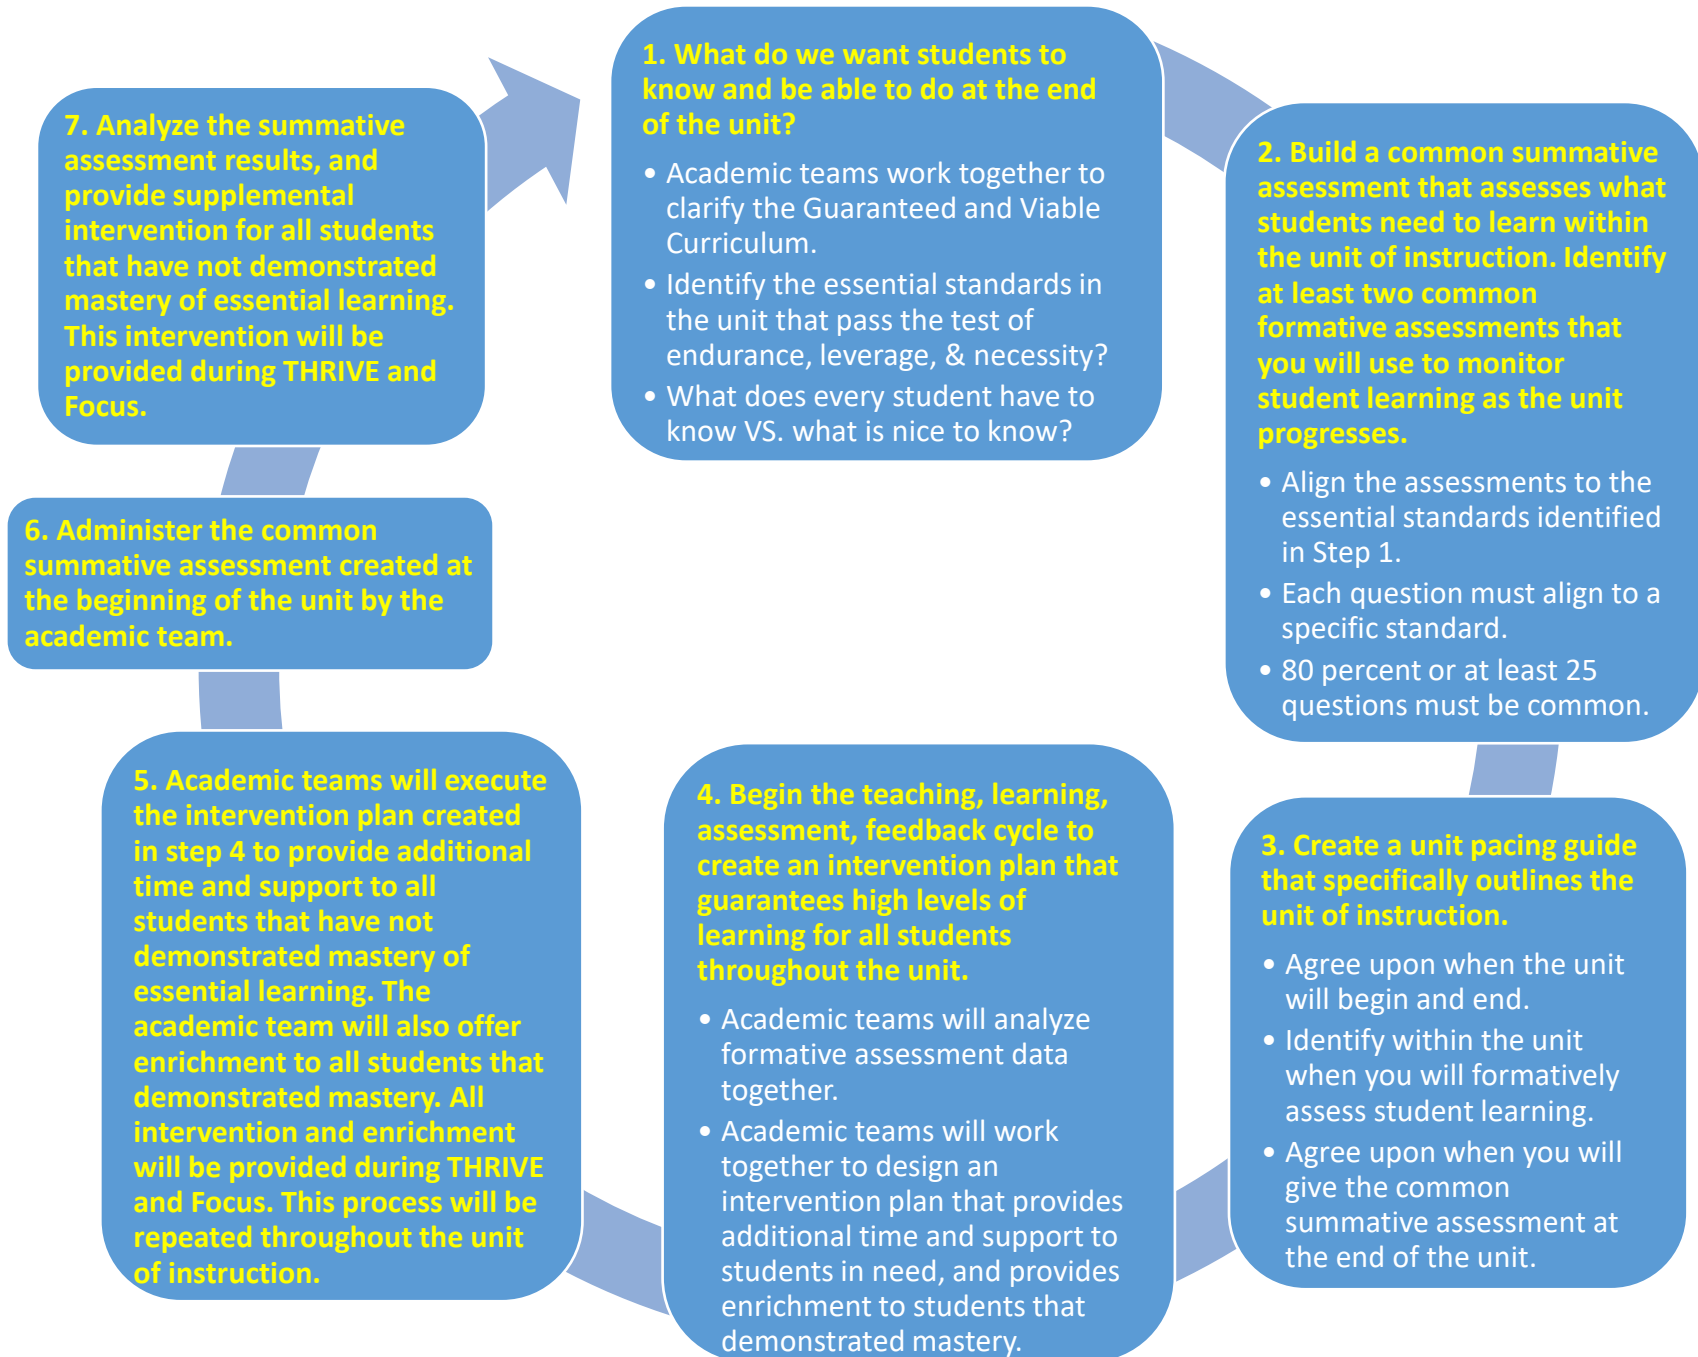 1. What do we want students to
know and be able to do at the end
of the unit?
• Academic teams work together to
clarify the Guaranteed and Viable
Curriculum.
• Identify the essential standards in
the unit that pass the test of
endurance, leverage, & necessity?
• What does every student have to
know VS. what is nice to know?
2. Build a common summative
assessment that assesses what
students need to learn within
the unit of instruction. Identify
at least two common
formative assessments that
you will use to monitor
student learning as the unit
progresses.
• Align the assessments to the
essential standards identified
in Step 1.
• Each question must align to a
specific standard.
• 80 percent or at least 25
questions must be common.
3. Create a unit pacing guide
that specifically outlines the
unit of instruction.
• Agree upon when the unit
will begin and end.
• Identify within the unit
when you will formatively
assess student learning.
• Agree upon when you will
give the common
summative assessment at
the end of the unit.
4. Begin the teaching, learning,
assessment, feedback cycle to
create an intervention plan that
guarantees high levels of
learning for all students
throughout the unit.
• Academic teams will analyze
formative assessment data
together.
• Academic teams will work
together to design an
intervention plan that provides
additional time and support to
students in need, and provides
enrichment to students that
demonstrated mastery.
5. Academic teams will execute
the intervention plan created
in step 4 to provide additional
time and support to all
students that have not
demonstrated mastery of
essential learning. The
academic team will also offer
enrichment to all students that
demonstrated mastery. All
intervention and enrichment
will be provided during THRIVE
and Focus. This process will be
repeated throughout the unit
of instruction.
6. Administer the common
summative assessment created at
the beginning of the unit by the
academic team.
7. Analyze the summative
assessment results, and
provide supplemental
intervention for all students
that have not demonstrated
mastery of essential learning.
This intervention will be
provided during THRIVE and
Focus.